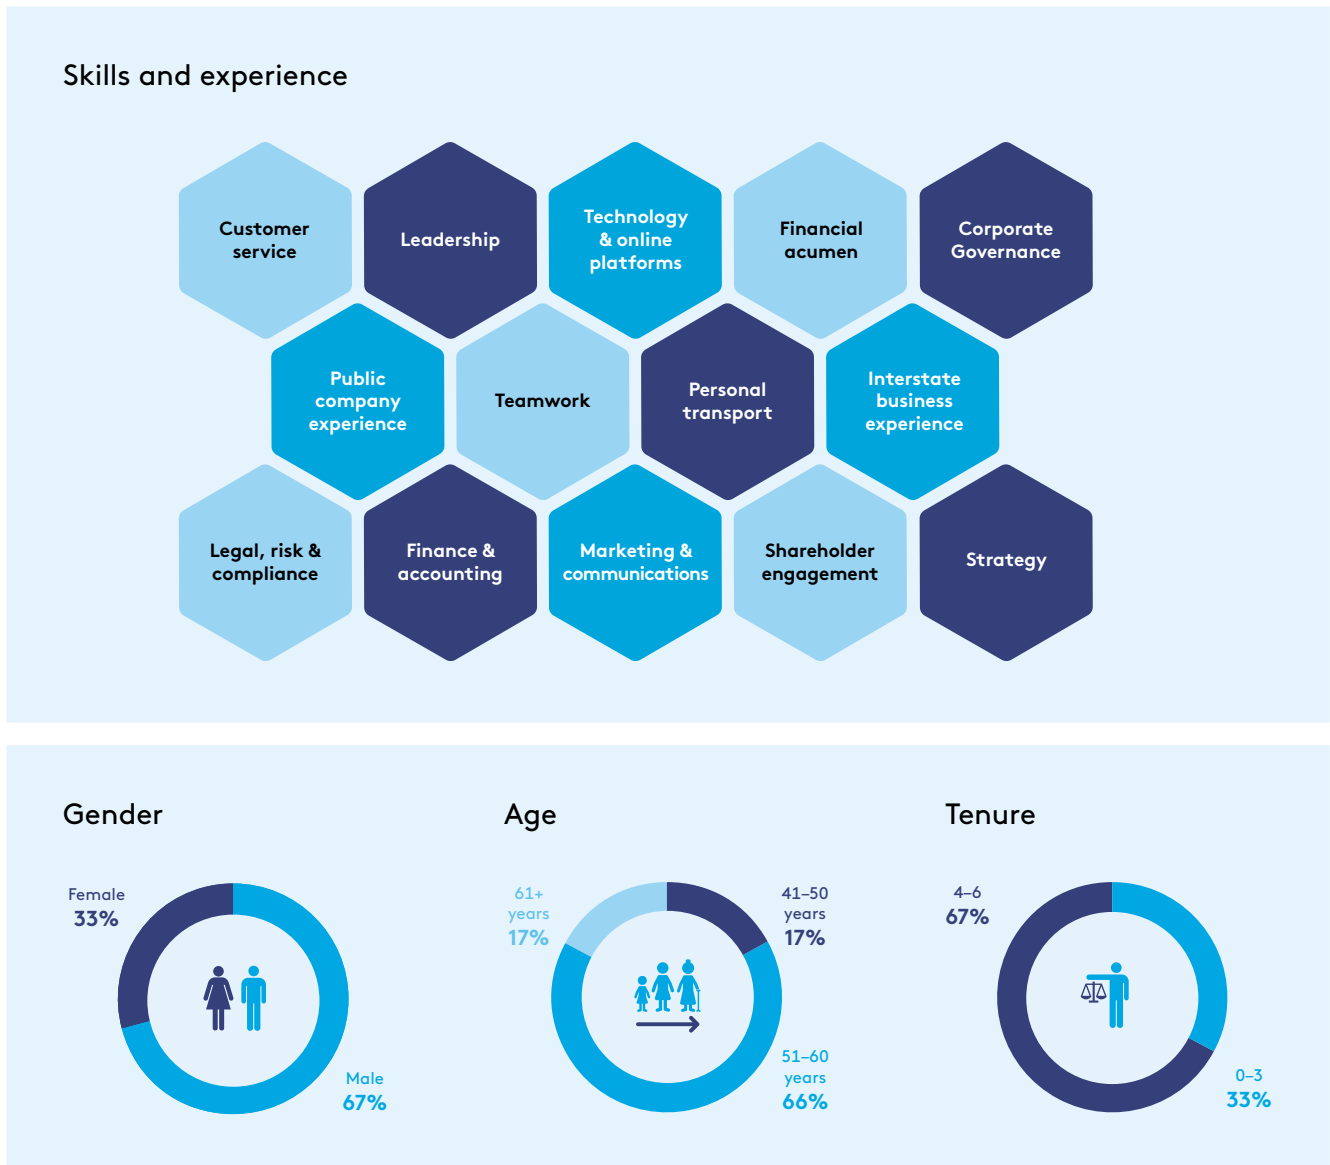 Skills and experience
Customer
service
Leadership
Technology
& online
platforms
Financial
acumen
Corporate
Governance
Public
company
experience
Teamwork
Personal
transport
Interstate
business
experience
Legal, risk &
compliance
Finance &
accounting
Marketing &
communications
Shareholder
engagement
Strategy
Gender
Female
33%
Male
67%
Age
61+
years
17%
41–50
years
17%
51–60
years
66%
Tenure
4–6
67%
0–3
33%